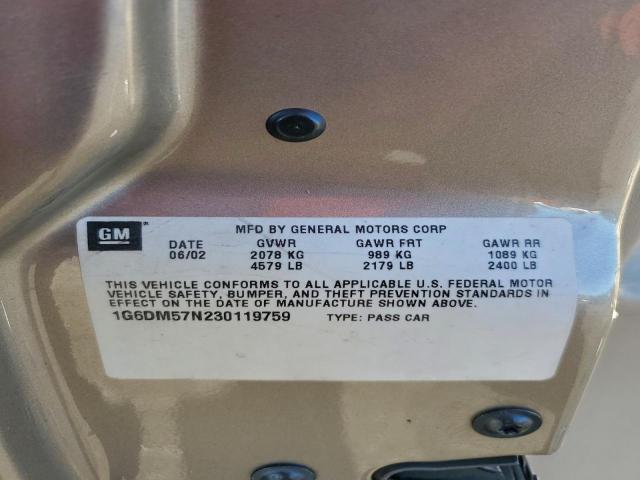 GM
MFD BY GENERAL MOTORS CORP
DATE GVWR GAWR FRT GAWR RR
06/02 2078 KG 989 KG 1089 KG
4579 LB 2179 LB 2400 LB
THIS VEHICLE CONFORMS TO ALL APPLICABLE U.S. FEDERAL MOTOR
VEHICLE SAFETY, BUMPER, AND THEFT PREVENTION STANDARDS IN
EFFECT ON THE DATE OF MANUFACTURE SHOWN ABOVE.
1G6DM57N230119759 TYPE: PASS CAR